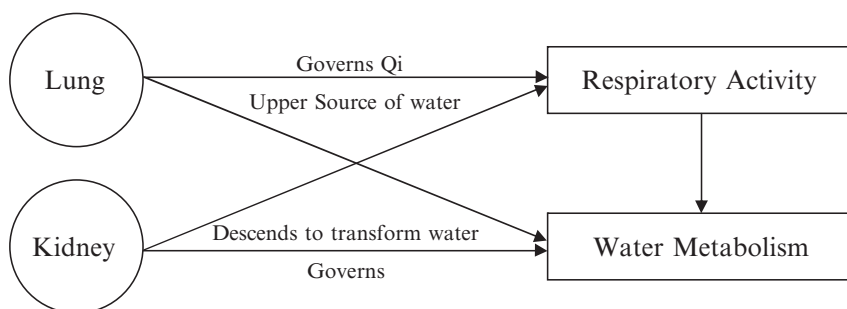 Lung
Governs Qi
Respiratory Activity
Upper Source of water
Kidney
Descends to transform water
Water Metabolism
Governs